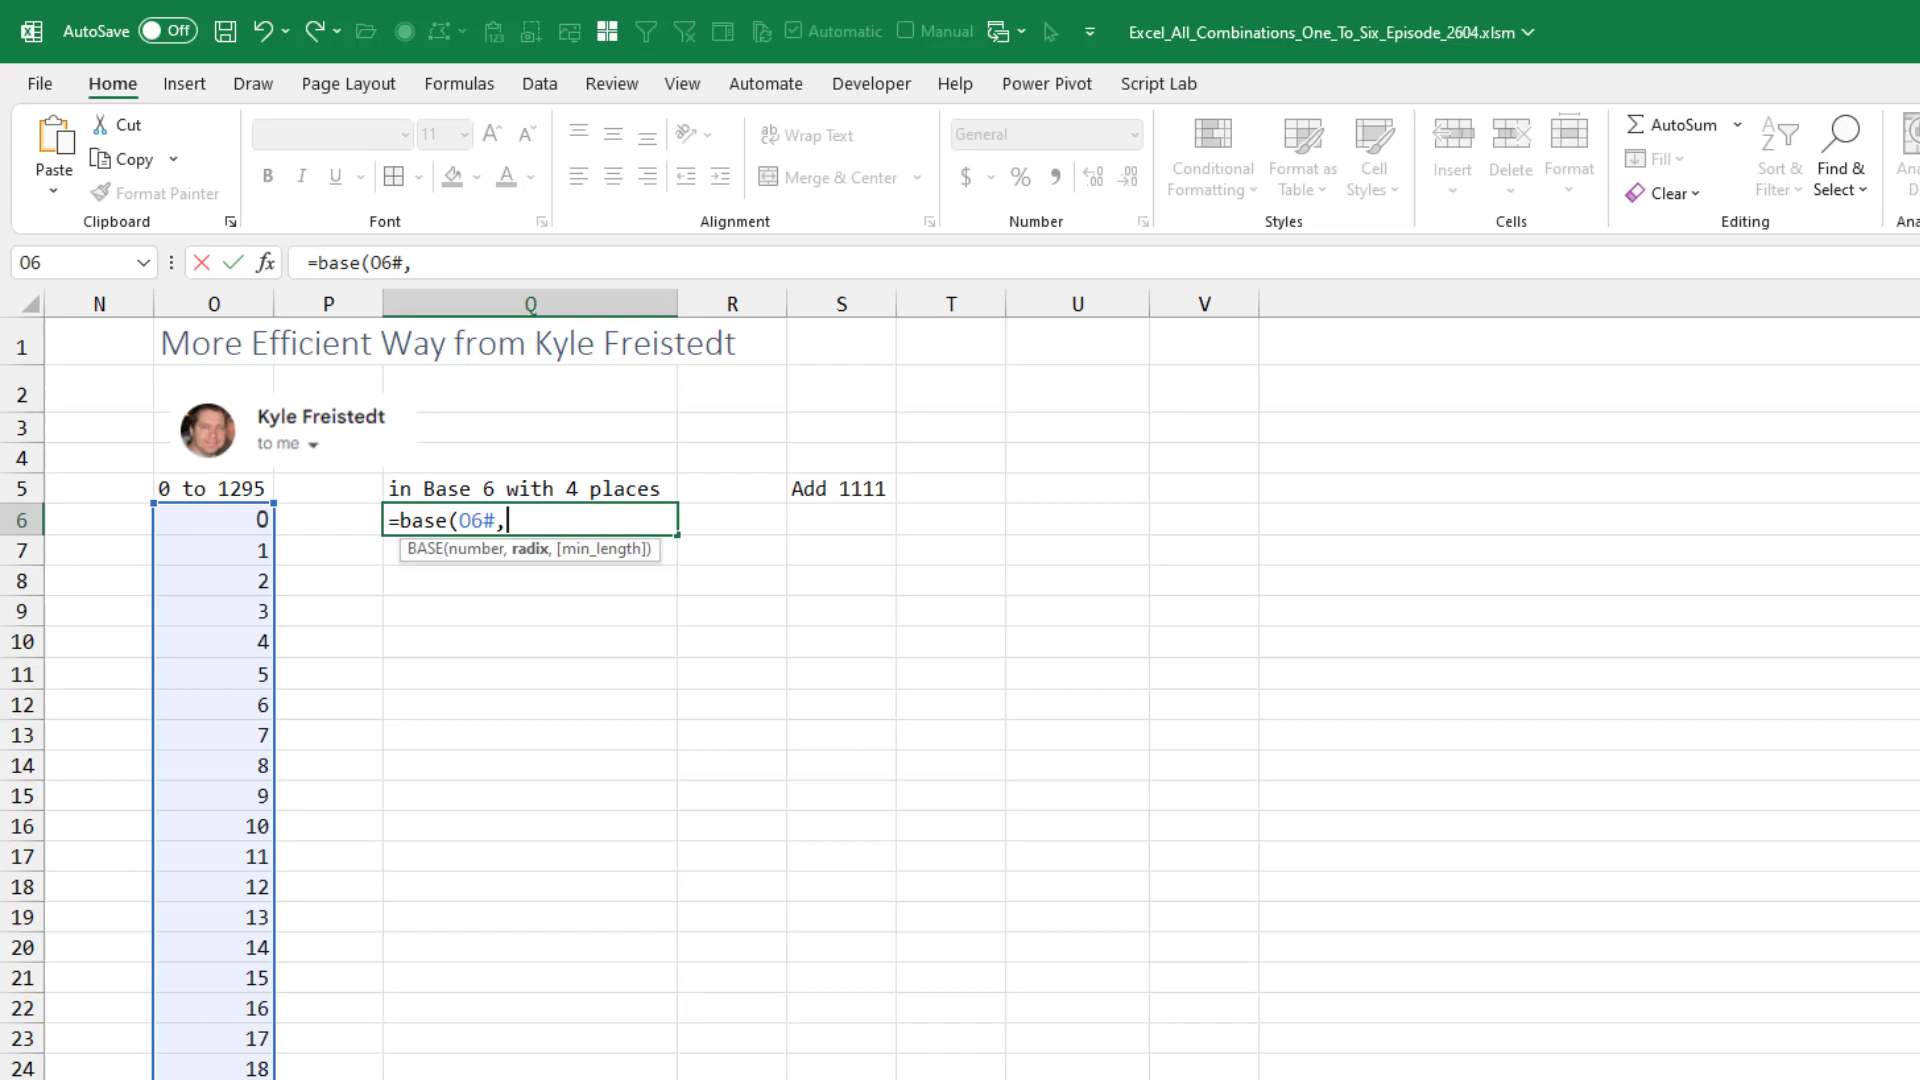 AutoSave Off Automatic Manual Excel_All_Combinations_One_To_Six_Episode_2604.xlsm
File Home Insert Draw Page Layout Formulas Data Review View Automate Developer Help Power Pivot Script Lab
Paste Cut Copy Format Painter
11
Wrap Text
Merge & Center
General
$ %
Conditional Formatting
Format as Table
Cell Styles
Insert Delete Format
AutoSum
Fill
Clear
Sort & Filter
Find & Select
Clipboard Font Alignment Number Styles Cells Editing
O6 fx =base(O6#,
N O P Q R S T U V
1 More Efficient Way from Kyle Freistedt
2
3 Kyle Freistedt
4 to me
5 0 to 1295 in Base 6 with 4 places Add 1111
6 0 =base(O6#,
7 1 BASE(number, radix, [min_length])
8 2
9 3
10 4
11 5
12 6
13 7
14 8
15 9
16 10
17 11
18 12
19 13
20 14
21 15
22 16
23 17
24 18